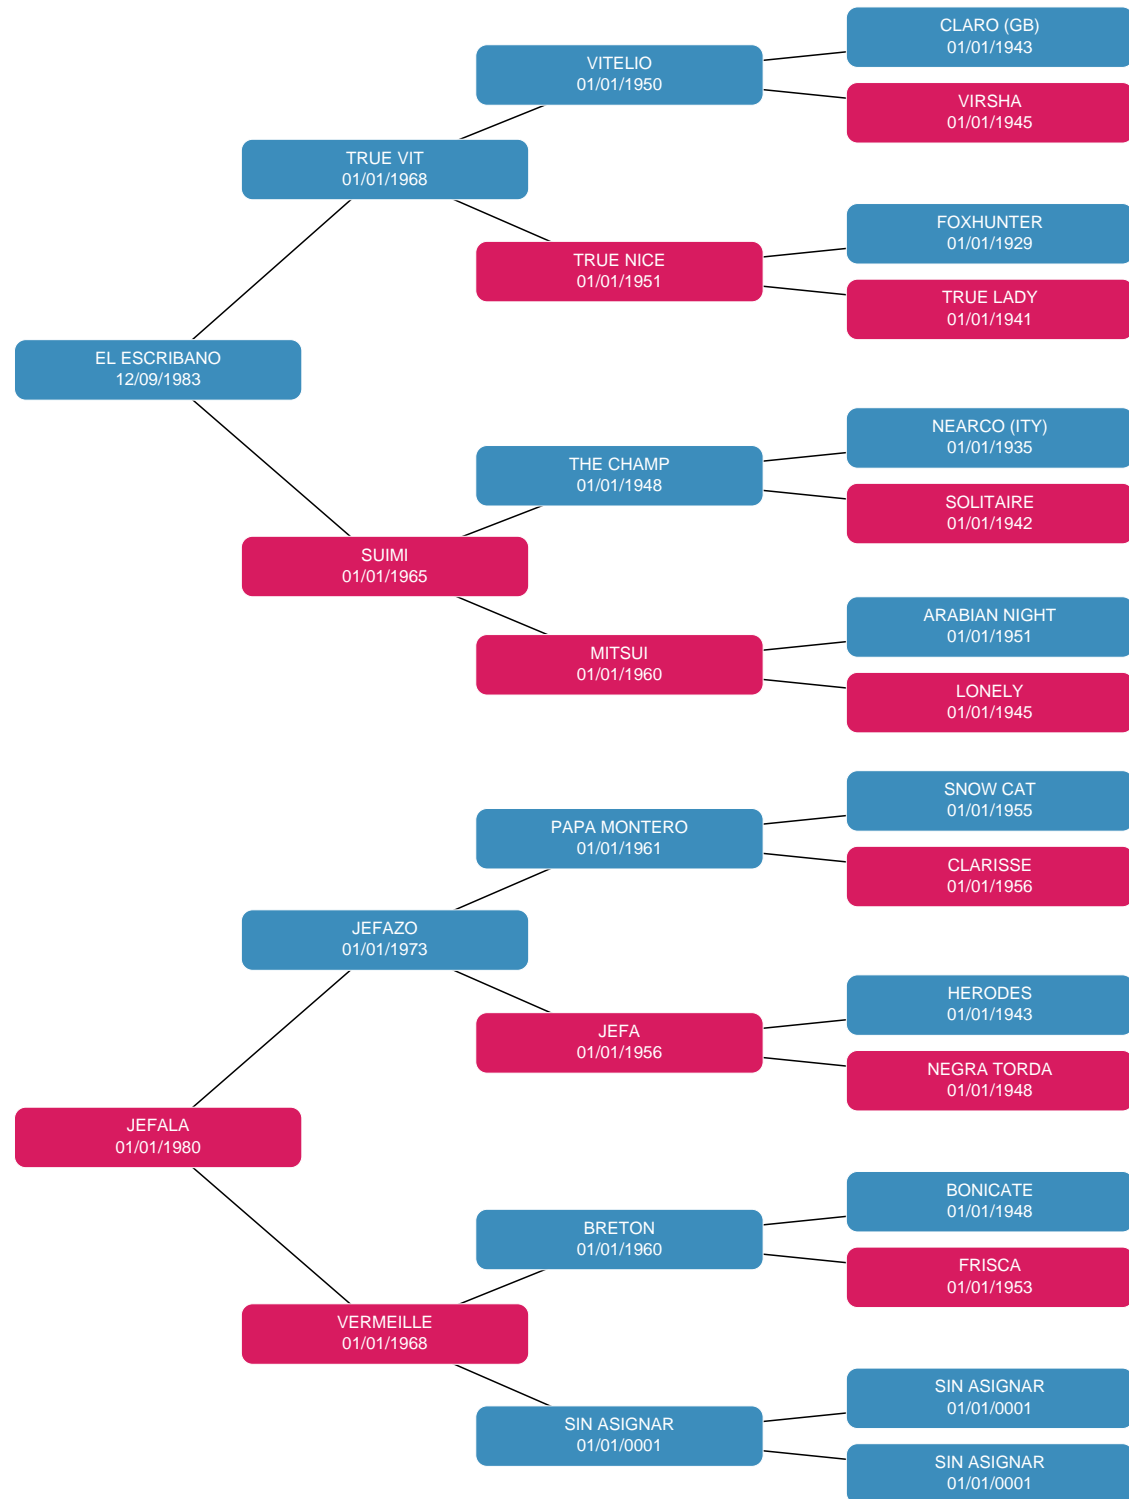 CLARO (GB)
01/01/1943
VITELIO
01/01/1950
VIRSHA
01/01/1945
TRUE VIT
01/01/1968
FOXHUNTER
01/01/1929
TRUE NICE
01/01/1951
TRUE LADY
01/01/1941
EL ESCRIBANO
12/09/1983
NEARCO (ITY)
01/01/1935
THE CHAMP
01/01/1948
SOLITAIRE
01/01/1942
SUIMI
01/01/1965
ARABIAN NIGHT
01/01/1951
MITSUI
01/01/1960
LONELY
01/01/1945
SNOW CAT
01/01/1955
PAPA MONTERO
01/01/1961
CLARISSE
01/01/1956
JEFAZO
01/01/1973
HERODES
01/01/1943
JEFA
01/01/1956
NEGRA TORDA
01/01/1948
JEFALA
01/01/1980
BONICATE
01/01/1948
BRETON
01/01/1960
FRISCA
01/01/1953
VERMEILLE
01/01/1968
SIN ASIGNAR
01/01/0001
SIN ASIGNAR
01/01/0001
SIN ASIGNAR
01/01/0001